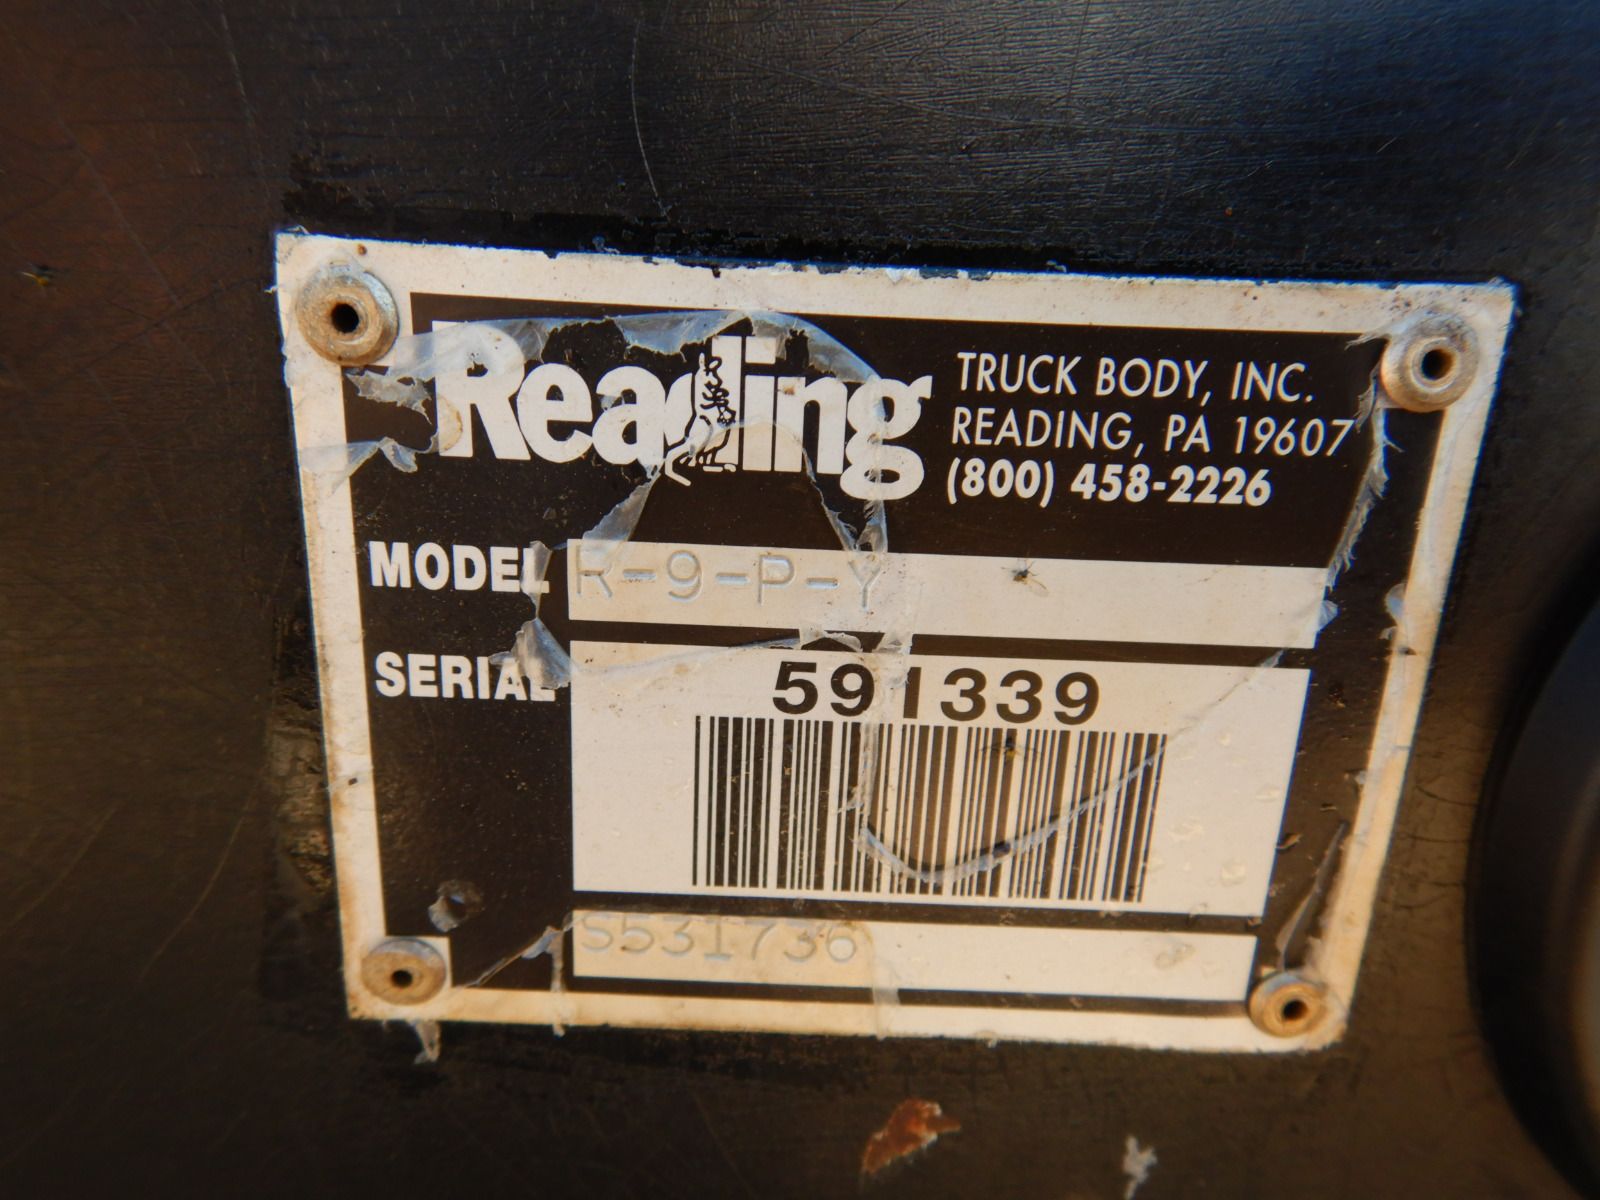 Reading
TRUCK BODY, INC.
READING, PA 19607
(800) 458-2226
MODEL R-9-P-Y
SERIAL 591339
S531736